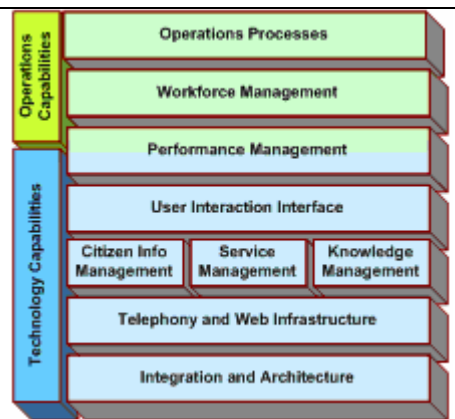 Operations
Capabilities
Operations Processes
Workforce Management
Performance Management
Technology Capabilities
User Interaction Interface
Citizen Info
Management
Service
Management
Knowledge
Management
Telephony and Web Infrastructure
Integration and Architecture